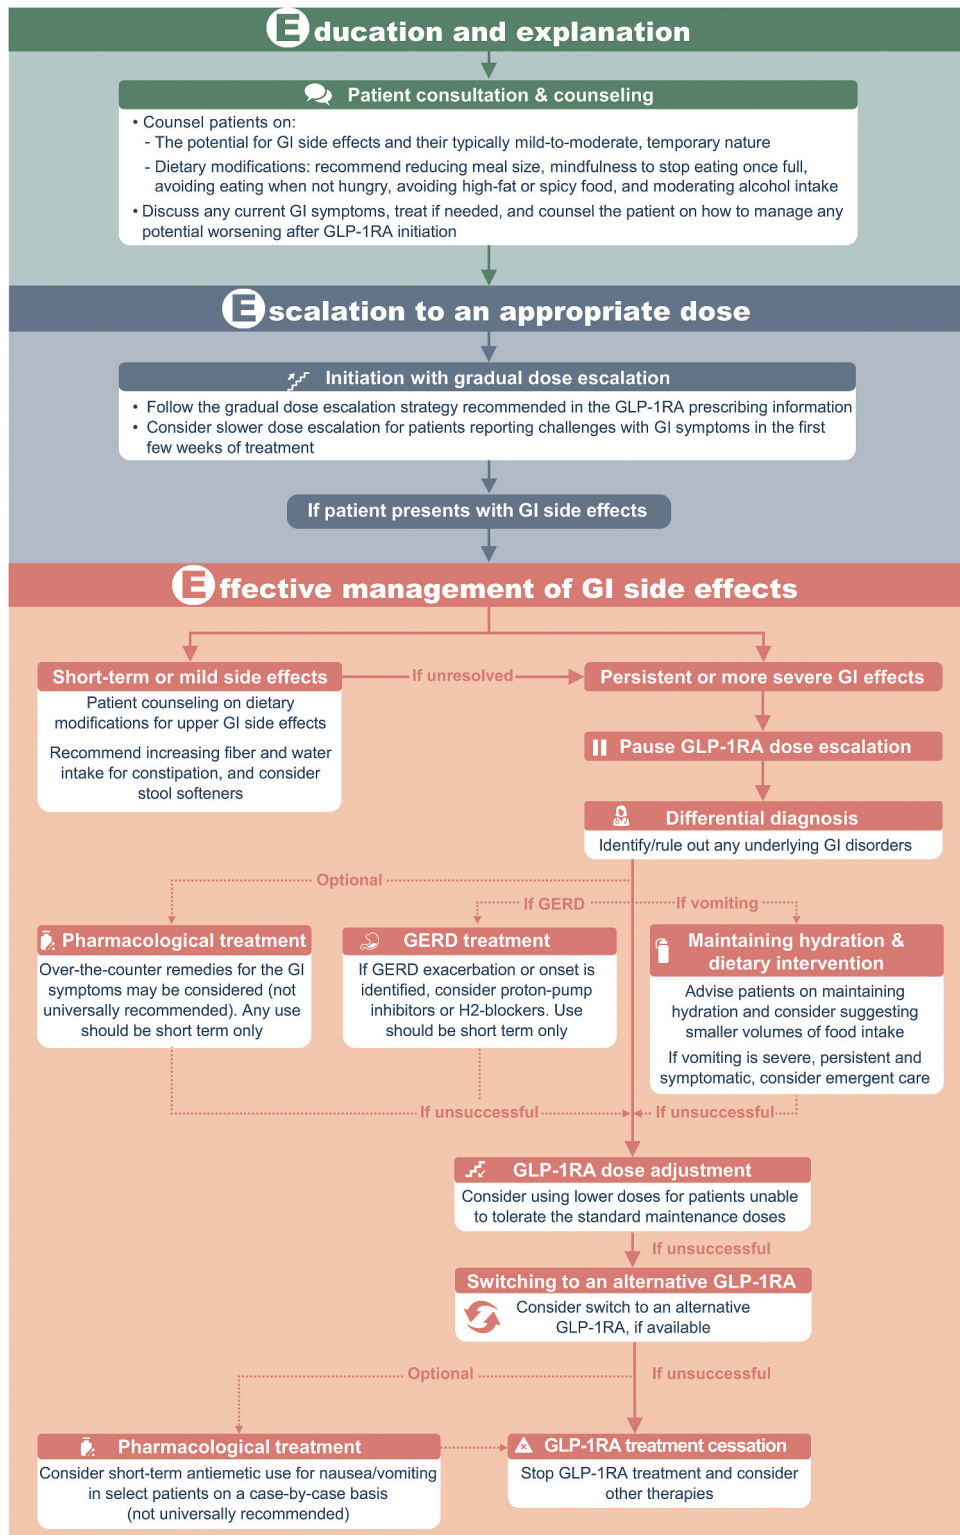 Education and explanation
Patient consultation & counseling
• Counsel patients on:
- The potential for GI side effects and their typically mild-to-moderate, temporary nature
- Dietary modifications: recommend reducing meal size, mindfulness to stop eating once full,
avoiding eating when not hungry, avoiding high-fat or spicy food, and moderating alcohol intake
• Discuss any current GI symptoms, treat if needed, and counsel the patient on how to manage any
potential worsening after GLP-1RA initiation
Escalation to an appropriate dose
Initiation with gradual dose escalation
• Follow the gradual dose escalation strategy recommended in the GLP-1RA prescribing information
• Consider slower dose escalation for patients reporting challenges with GI symptoms in the first
few weeks of treatment
If patient presents with GI side effects
Effective management of GI side effects
Short-term or mild side effects
If unresolved
Persistent or more severe GI effects
Patient counseling on dietary
modifications for upper GI side effects
Recommend increasing fiber and water
intake for constipation, and consider
stool softeners
Pause GLP-1RA dose escalation
Differential diagnosis
Identify/rule out any underlying GI disorders
Optional
If GERD
If vomiting
Pharmacological treatment
Over-the-counter remedies for the GI
symptoms may be considered (not
universally recommended). Any use
should be short term only
GERD treatment
If GERD exacerbation or onset is
identified, consider proton-pump
inhibitors or H2-blockers. Use
should be short term only
Maintaining hydration &
dietary intervention
Advise patients on maintaining
hydration and consider suggesting
smaller volumes of food intake
If vomiting is severe, persistent and
symptomatic, consider emergent care
If unsuccessful
If unsuccessful
GLP-1RA dose adjustment
Consider using lower doses for patients unable
to tolerate the standard maintenance doses
If unsuccessful
Switching to an alternative GLP-1RA
Consider switch to an alternative
GLP-1RA, if available
Optional
If unsuccessful
Pharmacological treatment
Consider short-term antiemetic use for nausea/vomiting
in select patients on a case-by-case basis
(not universally recommended)
GLP-1RA treatment cessation
Stop GLP-1RA treatment and consider
other therapies